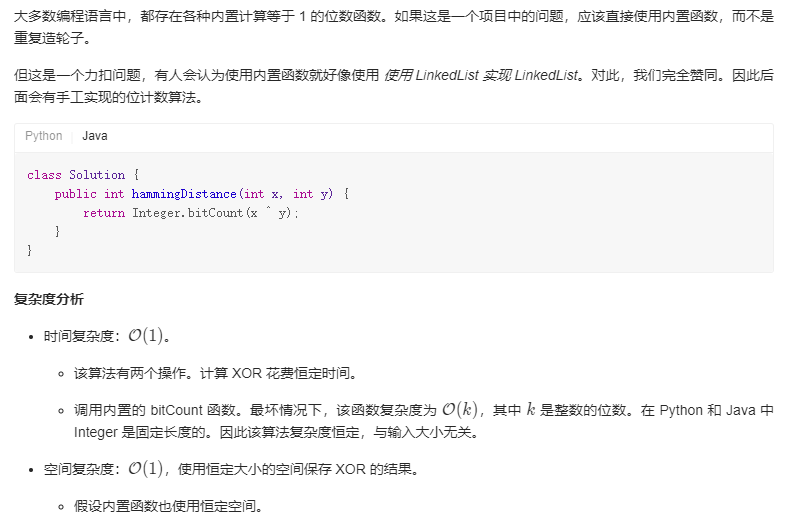 大多数编程语言中，都存在各种内置计算等于 1 的位数函数。如果这是一个项目中的问题，应该直接使用内置函数，而不是
重复造轮子。
但这是一个力扣问题，有人会认为使用内置函数就好像使用 使用 LinkedList 实现 LinkedList。对此，我们完全赞同。因此后
面会有手工实现的位计数算法。
Python Java
class Solution {
    public int hammingDistance(int x, int y) {
        return Integer.bitCount(x ^ y);
    }
}
复杂度分析
• 时间复杂度：O(1)。
◦ 该算法有两个操作。计算 XOR 花费恒定时间。
◦ 调用内置的 bitCount 函数。最坏情况下，该函数复杂度为 O(k)，其中 k 是整数的位数。在 Python 和 Java 中
Integer 是固定长度的。因此该算法复杂度恒定，与输入大小无关。
• 空间复杂度：O(1)，使用恒定大小的空间保存 XOR 的结果。
◦ 假设内置函数也使用恒定空间。